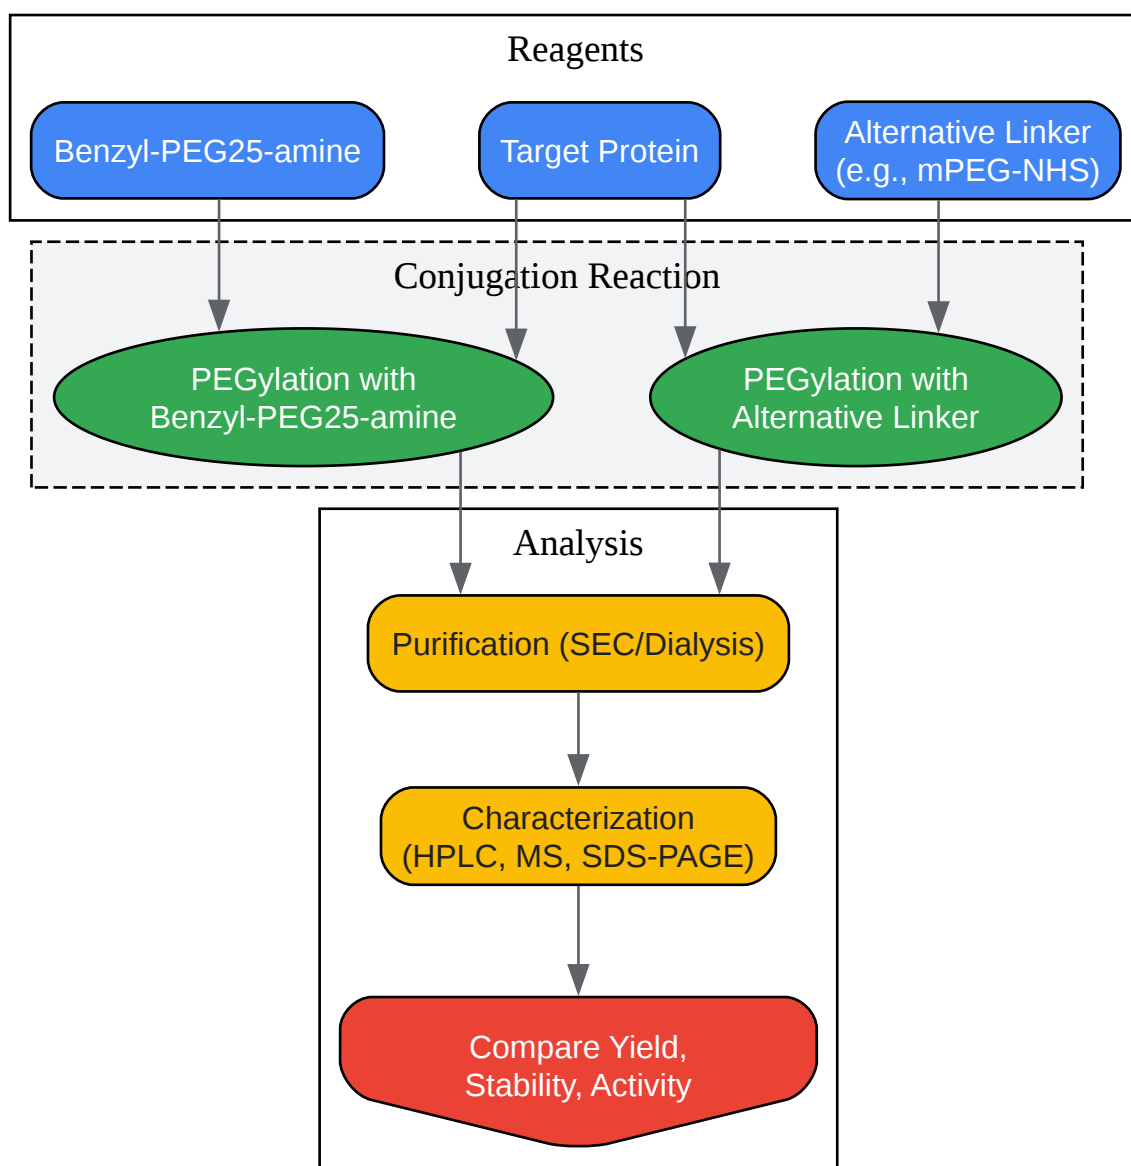 Reagents
Benzyl-PEG25-amine
Target Protein
Alternative Linker
(e.g., mPEG-NHS)
Conjugation Reaction
PEGylation with
Benzyl-PEG25-amine
PEGylation with
Alternative Linker
Analysis
Purification (SEC/Dialysis)
Characterization
(HPLC, MS, SDS-PAGE)
Compare Yield,
Stability, Activity